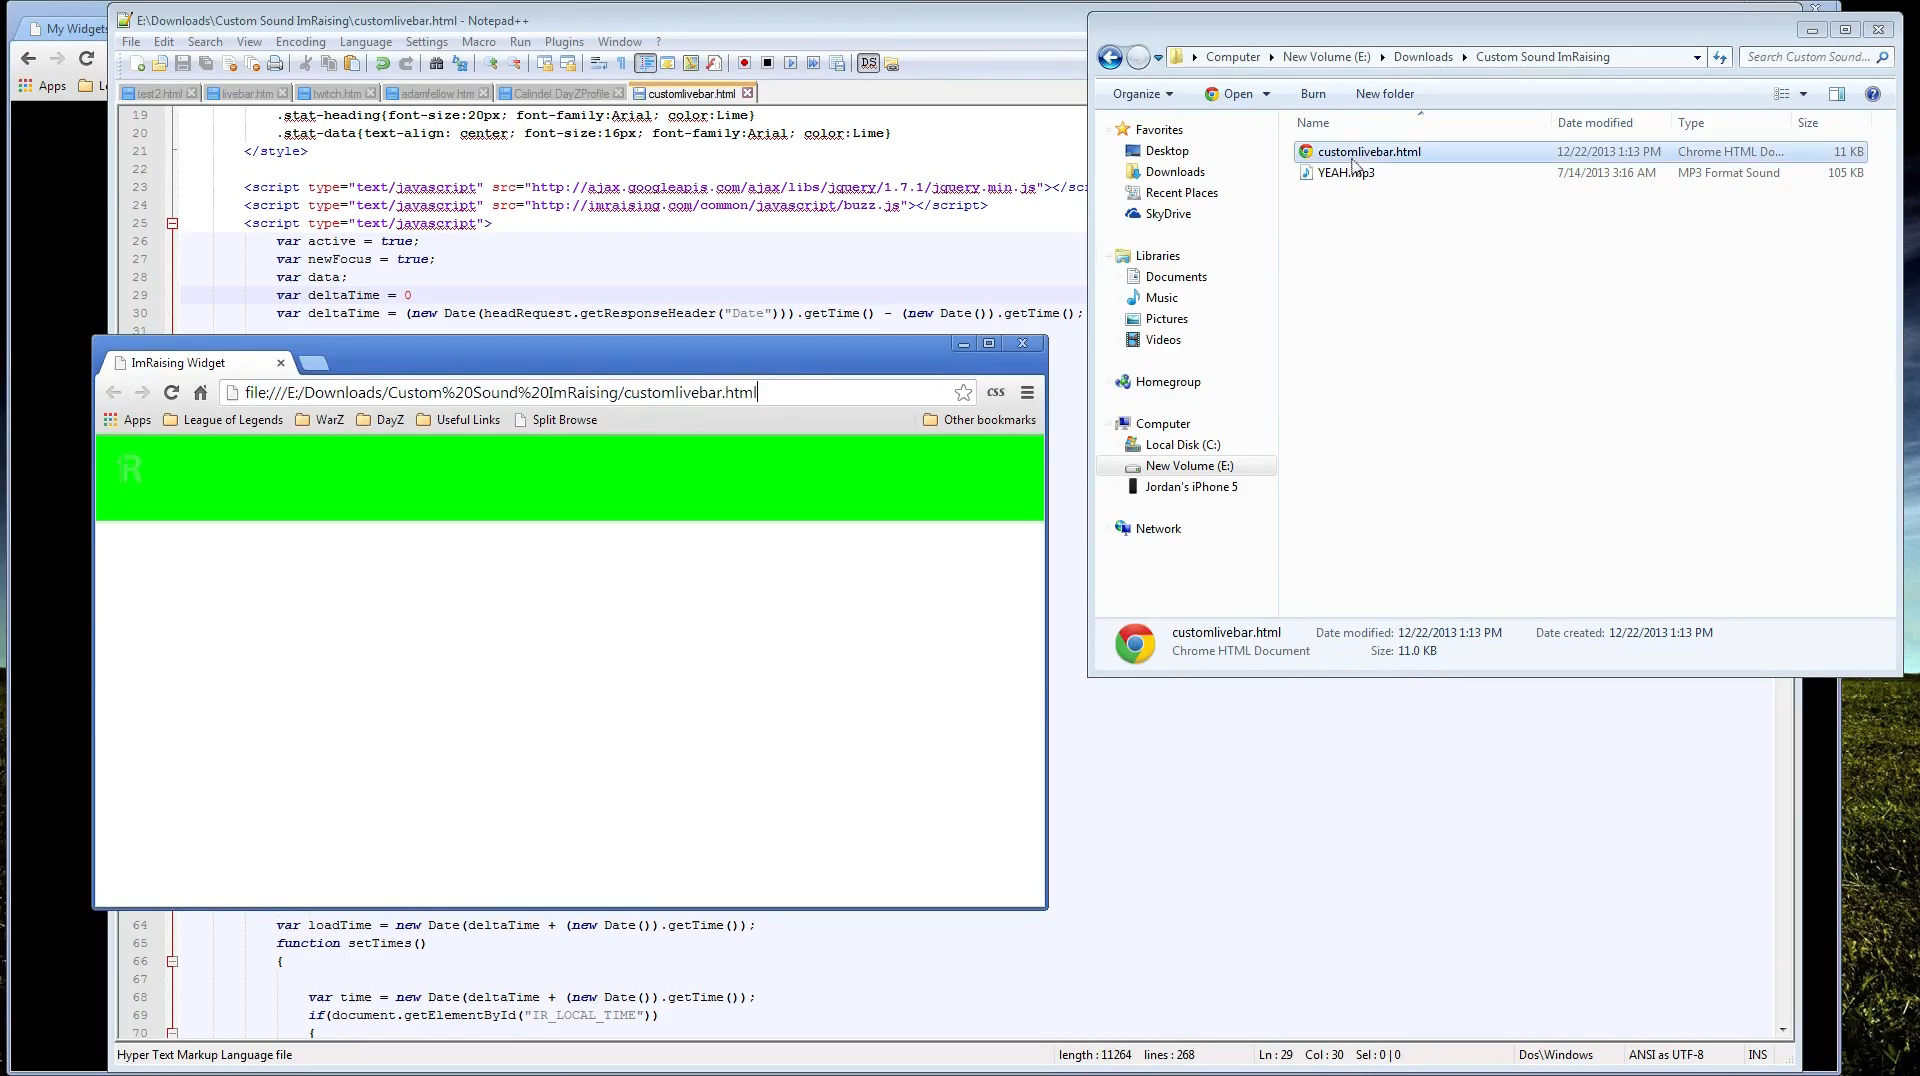 My Widgets
Apps
E:\Downloads\Custom Sound ImRaising\customlivebar.html - Notepad++
File Edit Search View Encoding Language Settings Macro Run Plugins Window ?
test2.html livebar.htm twitch.htm adamfellow.htm Calindel.DayZProfile customlivebar.html
19 .stat-heading{font-size:20px; font-family:Arial; color:Lime}
20 .stat-data{text-align: center; font-size:16px; font-family:Arial; color:Lime}
21 </style>
22
23 <script type="text/javascript" src="http://ajax.googleapis.com/ajax/libs/jquery/1.7.1/jquery.min.js"></scr
24 <script type="text/javascript" src="http://imraising.com/common/javascript/buzz.js"></script>
25 <script type="text/javascript">
26 var active = true;
27 var newFocus = true;
28 var data;
29 var deltaTime = 0
30 var deltaTime = (new Date(headRequest.getResponseHeader("Date"))).getTime() - (new Date()).getTime();
31
ImRaising Widget
file:///E:/Downloads/Custom%20Sound%20ImRaising/customlivebar.html
css
Apps League of Legends WarZ DayZ Useful Links Split Browse Other bookmarks
R
64 var loadTime = new Date(deltaTime + (new Date()).getTime());
65 function setTimes()
66 {
67
68 var time = new Date(deltaTime + (new Date()).getTime());
69 if(document.getElementById("IR_LOCAL_TIME"))
70 {
Hyper Text Markup Language file length : 11264 lines : 268 Ln : 29 Col : 30 Sel : 0 | 0 Dos\Windows ANSI as UTF-8 INS
Computer New Volume (E:) Downloads Custom Sound ImRaising Search Custom Sound...
Organize Open Burn New folder
Name Date modified Type Size
customlivebar.html 12/22/2013 1:13 PM Chrome HTML Do... 11 KB
YEAH.mp3 7/14/2013 3:16 AM MP3 Format Sound 105 KB
Favorites
Desktop
Downloads
Recent Places
SkyDrive
Libraries
Documents
Music
Pictures
Videos
Homegroup
Computer
Local Disk (C:)
New Volume (E:)
Jordan's iPhone 5
Network
customlivebar.html Date modified: 12/22/2013 1:13 PM Date created: 12/22/2013 1:13 PM
Chrome HTML Document Size: 11.0 KB